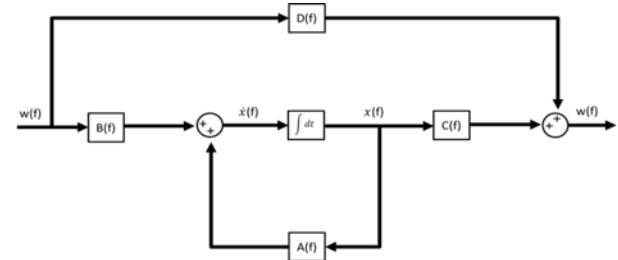 D(f)
w(f)
B(f)
+
+
ẋ(f)
∫ dt
x(f)
C(f)
+
+
w(f)
A(f)